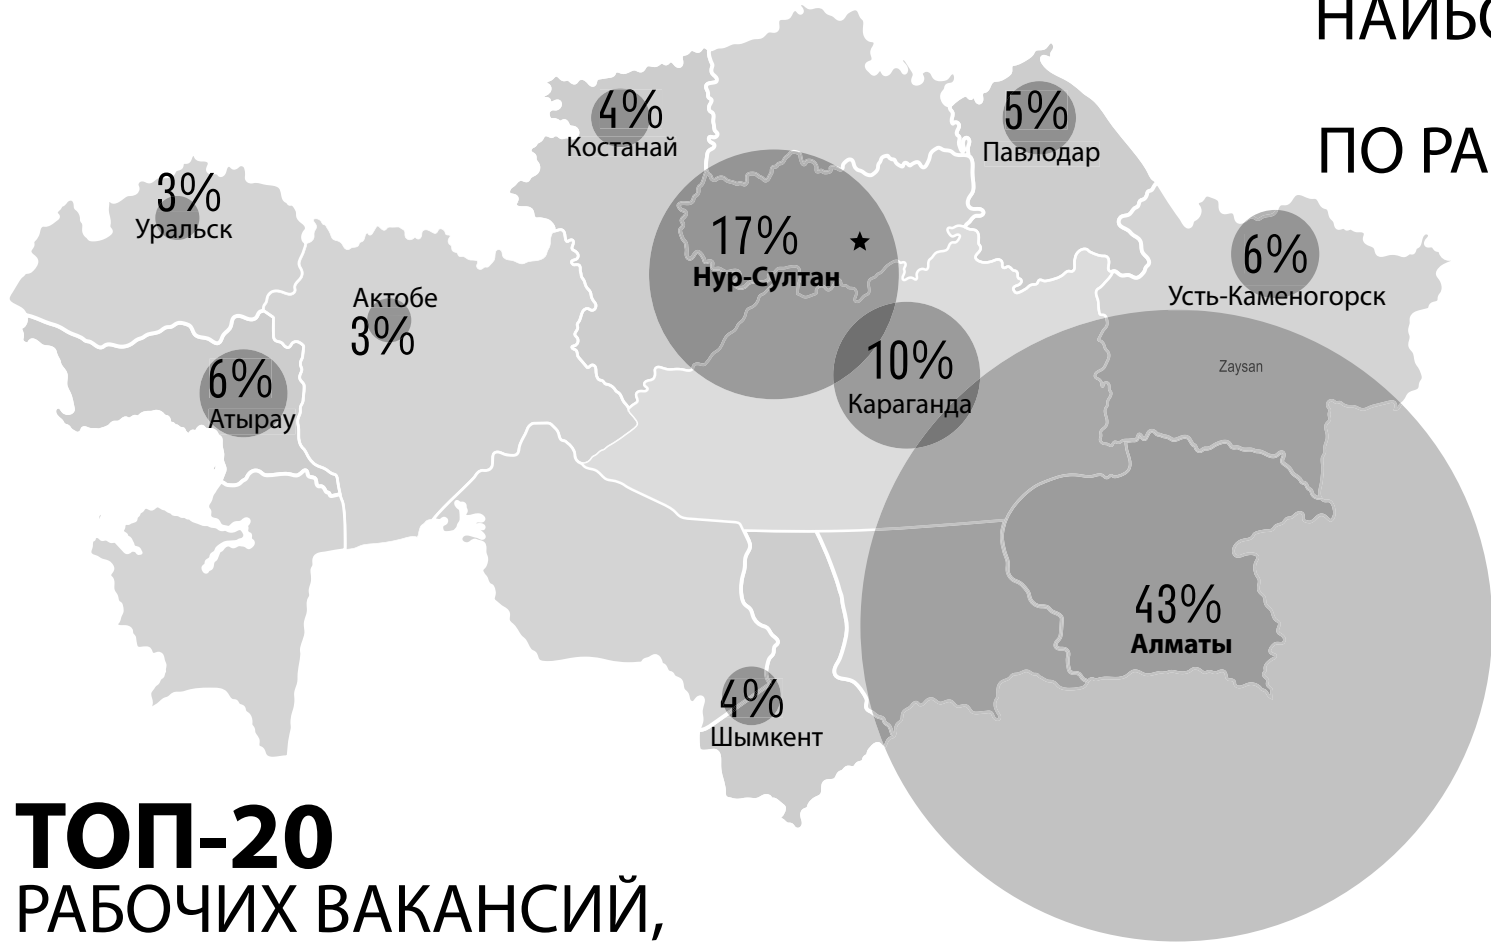 НАИБО
ПО РА
4%
Костанай
5%
Павлодар
3%
Уральск
17%
Нур-Султан
6%
Усть-Каменогорск
Актобе
3%
10%
Караганда
Zaysan
6%
Атырау
43%
Алматы
4%
Шымкент
ТОП-20
РАБОЧИХ ВАКАНСИЙ,